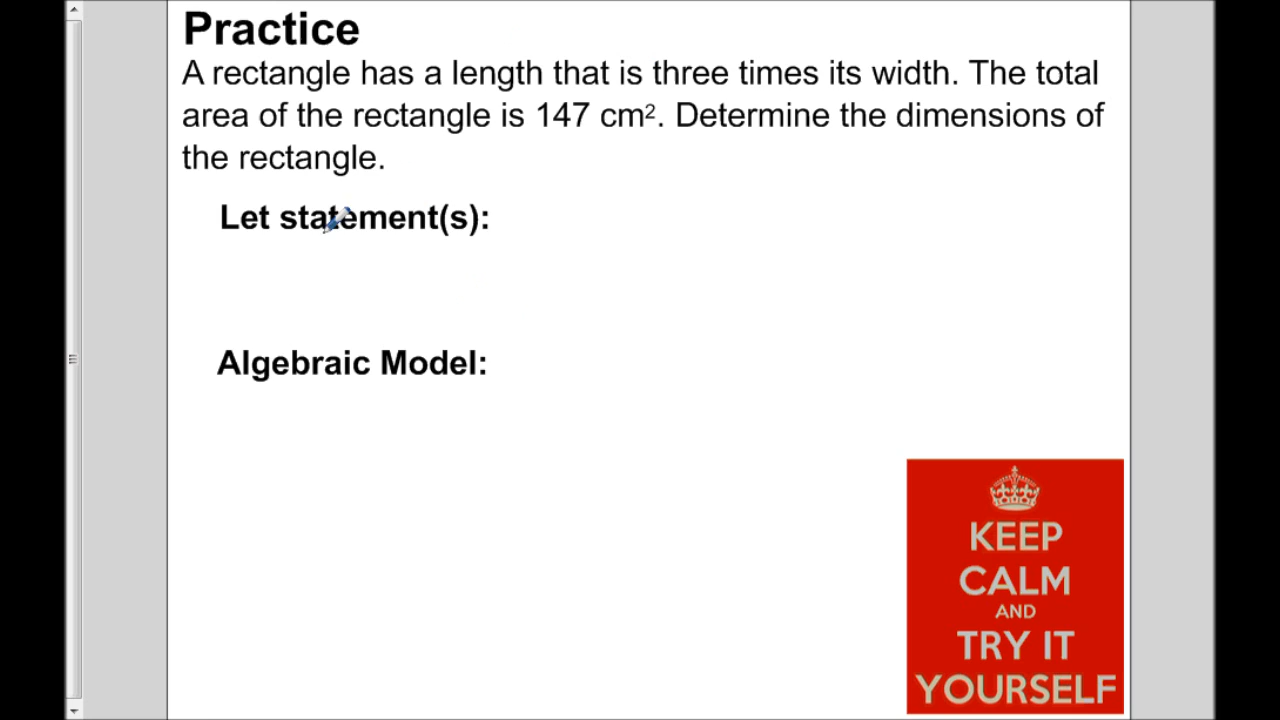 Practice
A rectangle has a length that is three times its width. The total
area of the rectangle is 147 cm². Determine the dimensions of
the rectangle.
Let statement(s):
Algebraic Model:
KEEP
CALM
AND
TRY IT
YOURSELF